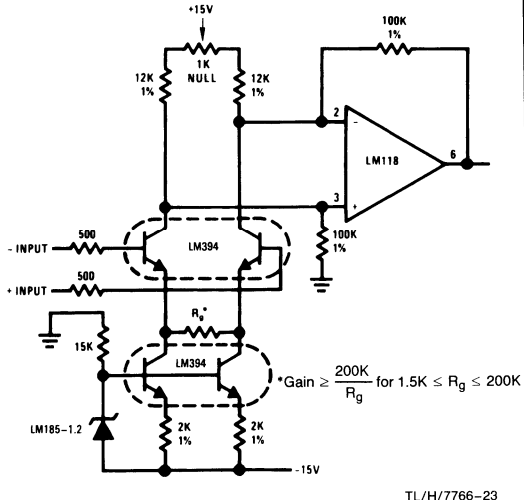 +15V
100K
1%
12K
1%
1K
NULL
12K
1%
2
-
LM118
6
3
+
100K
1%
- INPUT
500
LM394
500
+ INPUT
Rg*
15K
LM394
*Gain ≥ 200K / Rg for 1.5K ≤ Rg ≤ 200K
LM185-1.2
2K
1%
2K
1%
-15V
TL/H/7766-23